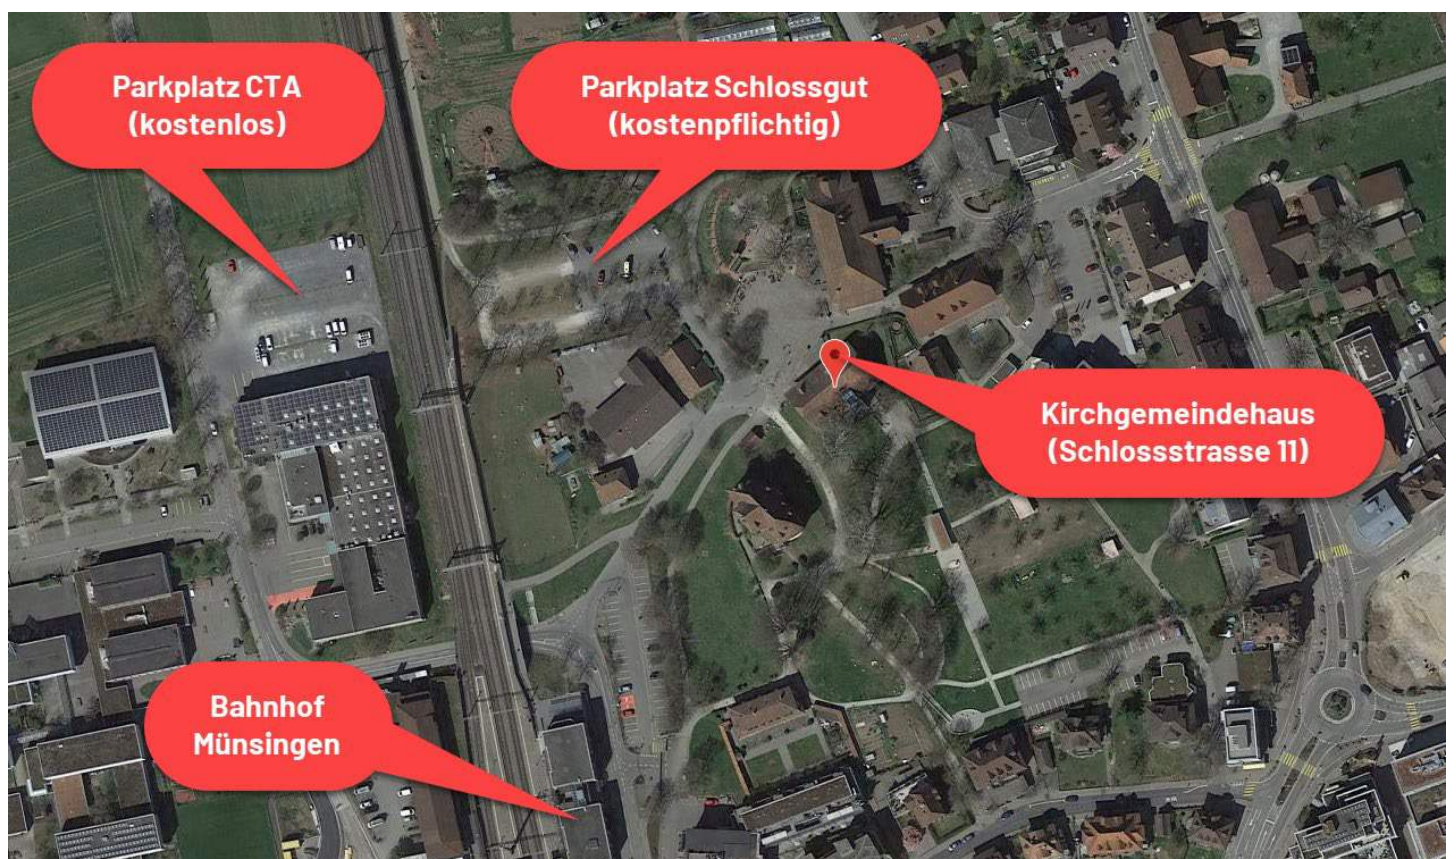 Parkplatz CTA
(kostenlos)
Parkplatz Schlossgut
(kostenpflichtig)
Kirchgemeindehaus
(Schlossstrasse 11)
Bahnhof
Münsingen